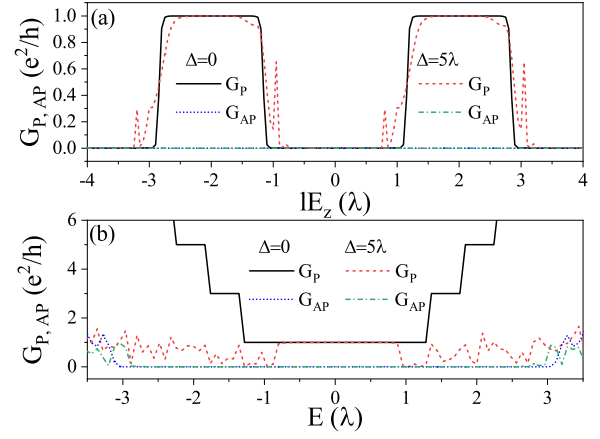 (a)
G_P, AP (e²/h)
1.0
0.8
0.6
0.4
0.2
0.0
Δ=0 Δ=5λ
G_P G_P
G_AP G_AP
-4 -3 -2 -1 0 1 2 3 4
lE_z (λ)
(b)
G_P, AP (e²/h)
6
4
2
0
Δ=0 Δ=5λ
G_P G_P
G_AP G_AP
-3 -2 -1 0 1 2 3
E (λ)